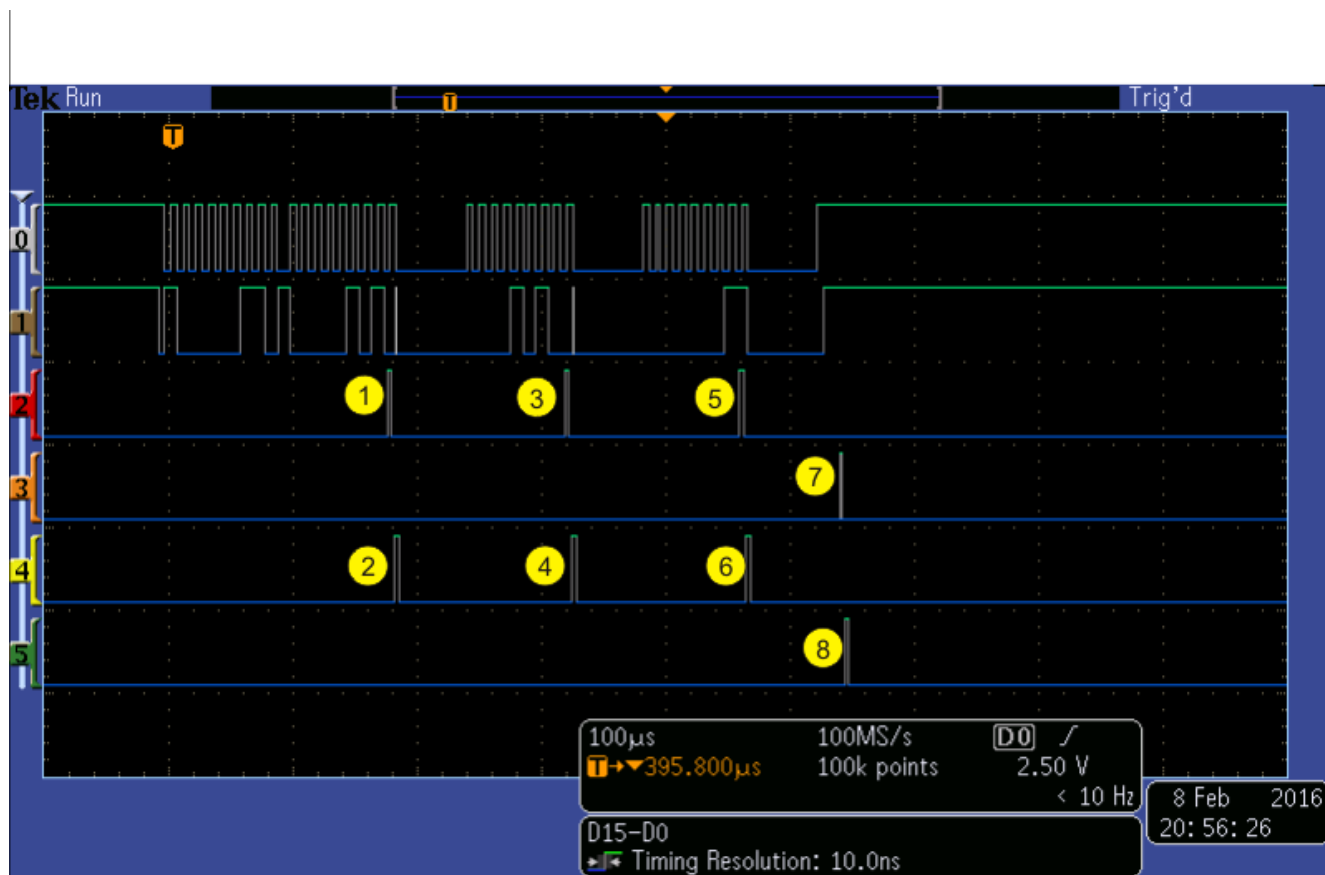 Tek Run Trig'd
T
T
0
1
2
3
4
5
1
3
5
7
2
4
6
8
100µs 100MS/s D0
T→▼395.800µs 100k points 2.50 V
< 10 Hz
8 Feb 2016
20:56:26
D15-D0
Timing Resolution: 10.0ns